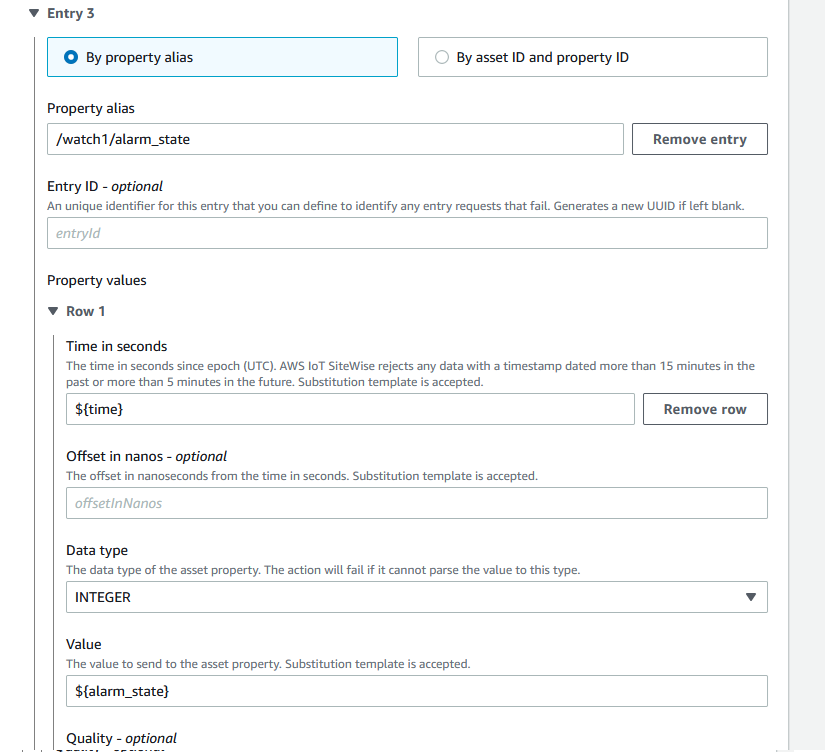 Entry 3
By property alias
By asset ID and property ID
Property alias
/watch1/alarm_state
Remove entry
Entry ID - optional
An unique identifier for this entry that you can define to identify any entry requests that fail. Generates a new UUID if left blank.
entryId
Property values
Row 1
Time in seconds
The time in seconds since epoch (UTC). AWS IoT SiteWise rejects any data with a timestamp dated more than 15 minutes in the
past or more than 5 minutes in the future. Substitution template is accepted.
${time}
Remove row
Offset in nanos - optional
The offset in nanoseconds from the time in seconds. Substitution template is accepted.
offsetInNanos
Data type
The data type of the asset property. The action will fail if it cannot parse the value to this type.
INTEGER
Value
The value to send to the asset property. Substitution template is accepted.
${alarm_state}
Quality - optional